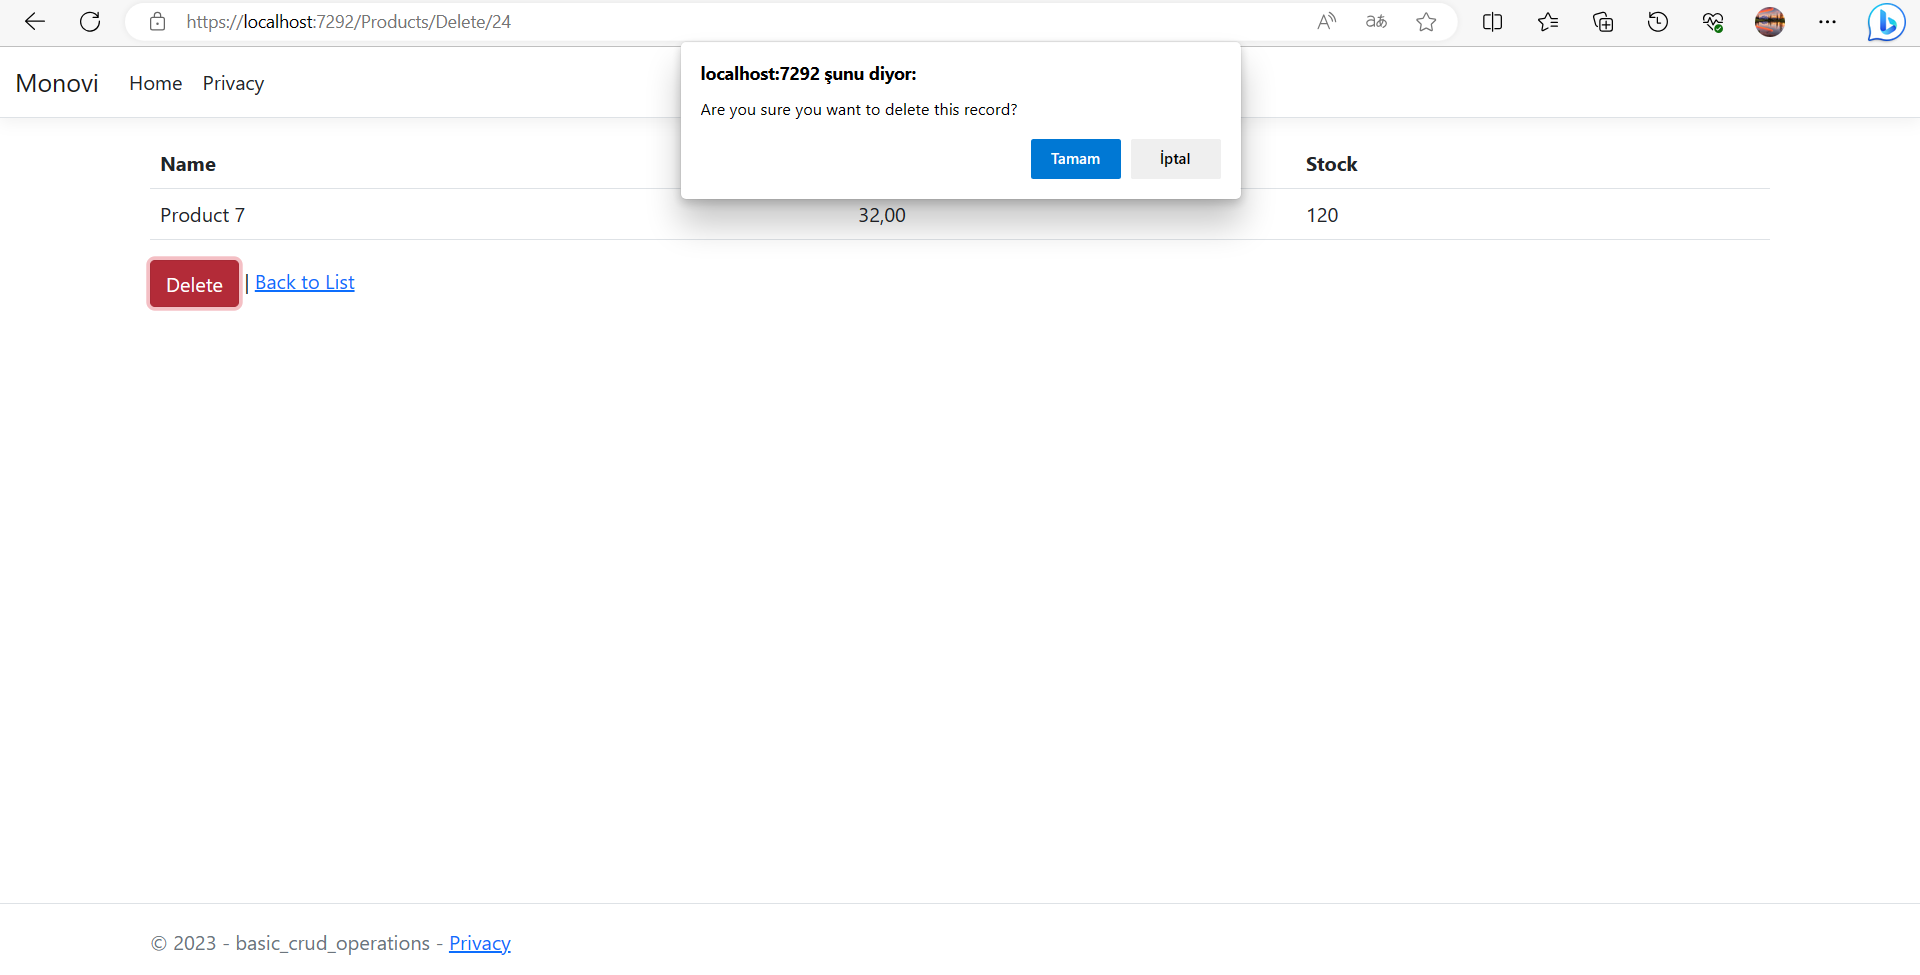 https://localhost:7292/Products/Delete/24
Monovi Home Privacy
localhost:7292 şunu diyor:
Are you sure you want to delete this record?
Tamam İptal
Name Stock
Product 7 32,00 120
Delete | Back to List
© 2023 - basic_crud_operations - Privacy